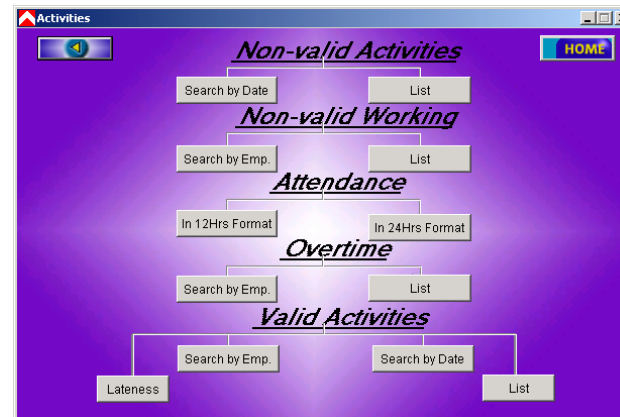 Activities
HOME
Non-valid Activities
Search by Date
List
Non-valid Working
Search by Emp.
List
Attendance
In 12Hrs Format
In 24Hrs Format
Overtime
Search by Emp.
List
Valid Activities
Search by Emp.
Search by Date
Lateness
List